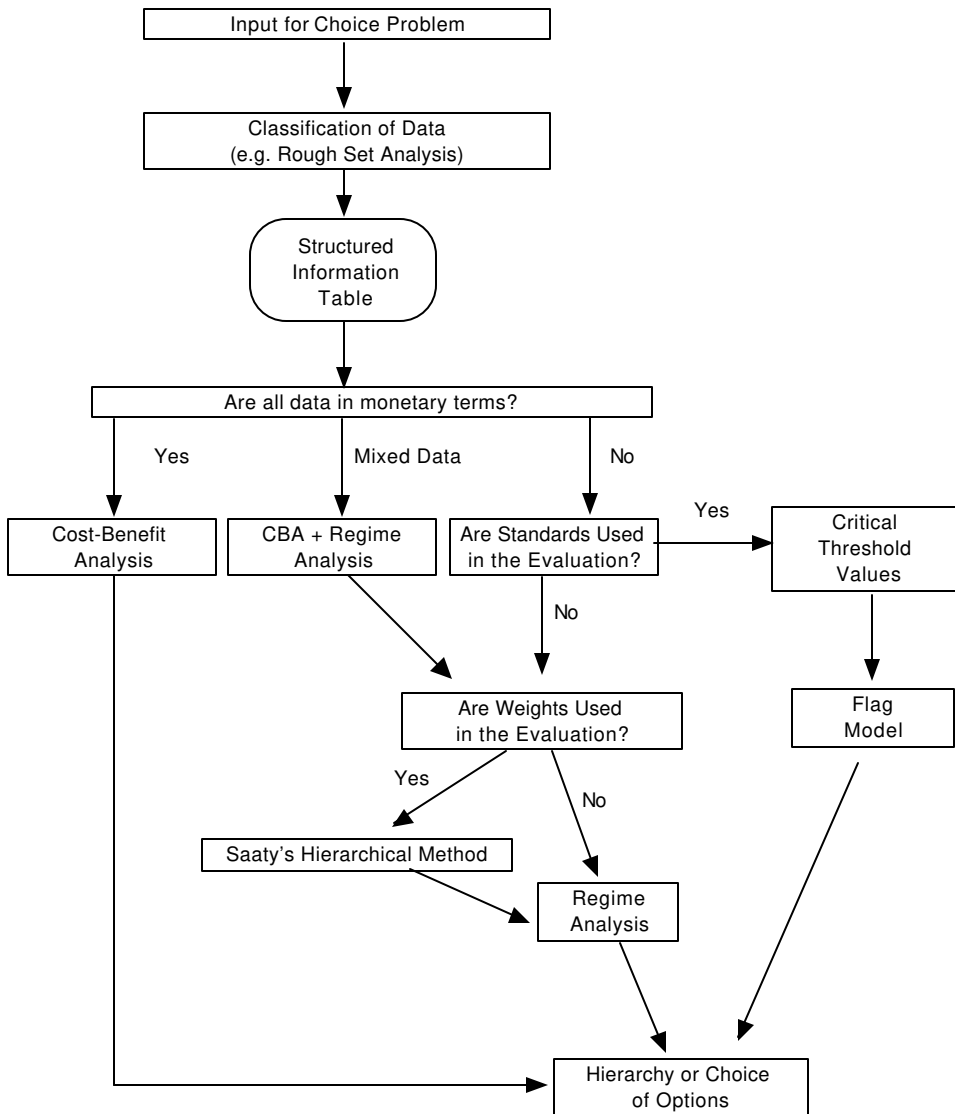 Input for Choice Problem
Classification of Data
(e.g. Rough Set Analysis)
Structured
Information
Table
Are all data in monetary terms?
Yes
Mixed Data
No
Cost-Benefit
Analysis
CBA + Regime
Analysis
Are Standards Used
in the Evaluation?
Yes
Critical
Threshold
Values
No
Are Weights Used
in the Evaluation?
Flag
Model
Yes
No
Saaty's Hierarchical Method
Regime
Analysis
Hierarchy or Choice
of Options